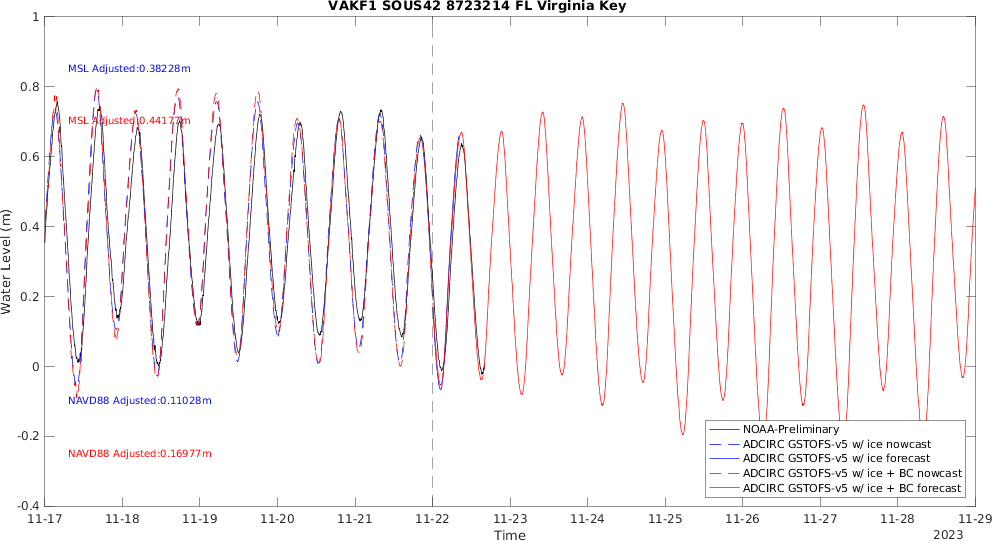 VAKF1 SOUS42 8723214 FL Virginia Key
1
0.8
0.6
0.4
0.2
0
-0.2
-0.4
Water Level (m)
MSL Adjusted:0.38228m
MSL Adjusted:0.44177m
NAVD88 Adjusted:0.11028m
NAVD88 Adjusted:0.16977m
NOAA-Preliminary
ADCIRC GSTOFS-v5 w/ ice nowcast
ADCIRC GSTOFS-v5 w/ ice forecast
ADCIRC GSTOFS-v5 w/ ice + BC nowcast
ADCIRC GSTOFS-v5 w/ ice + BC forecast
11-17 11-18 11-19 11-20 11-21 11-22 11-23 11-24 11-25 11-26 11-27 11-28 11-29
Time
2023